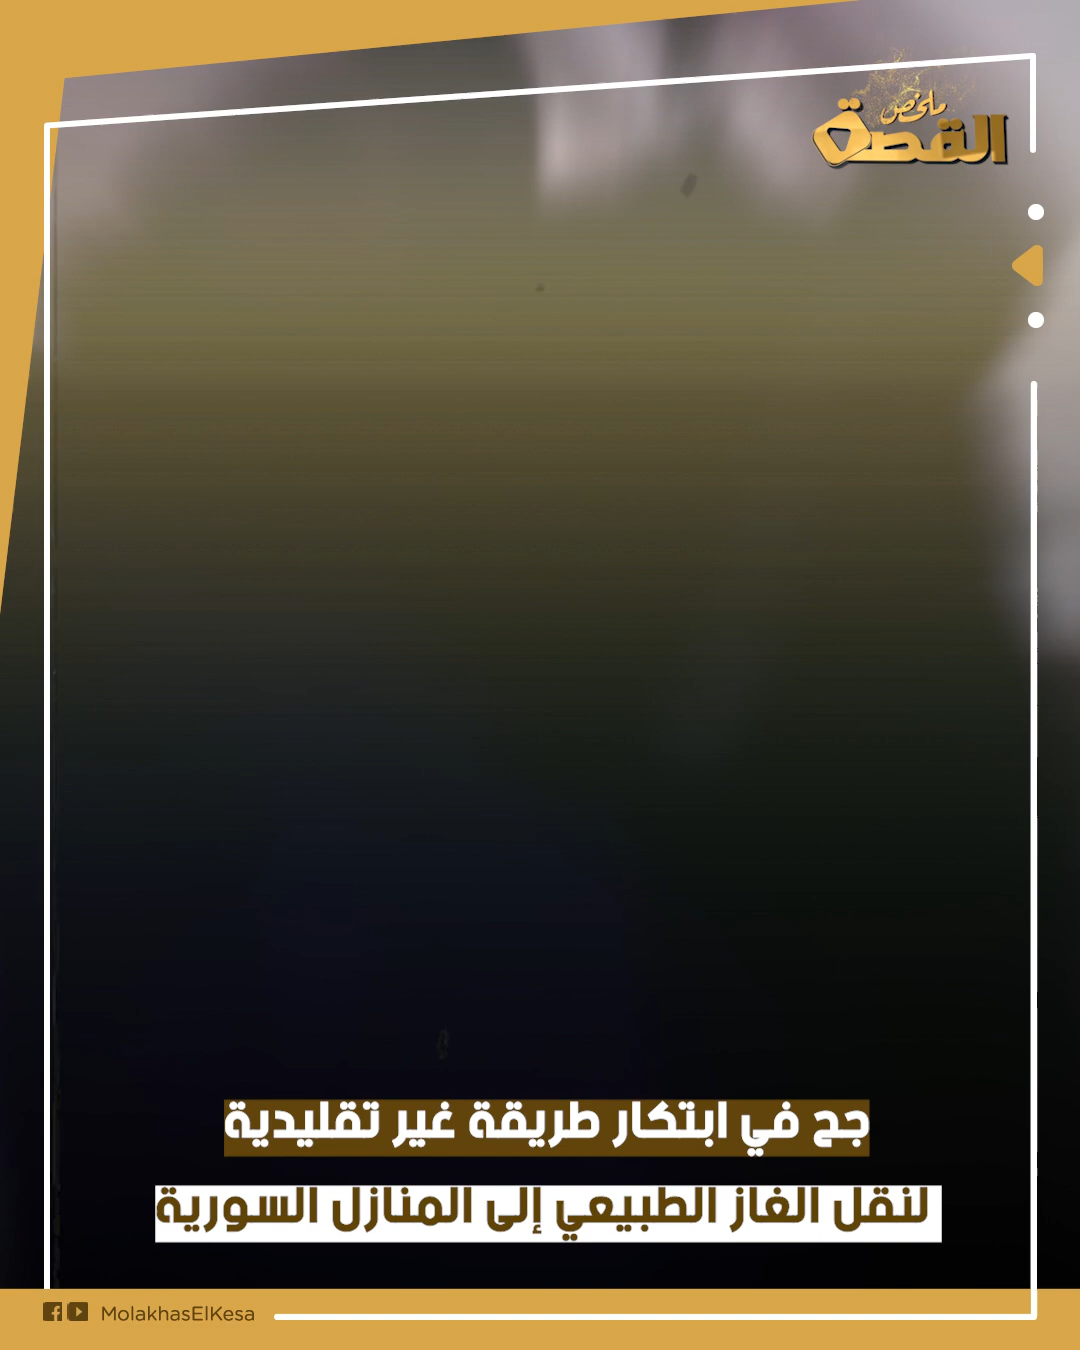 ملخص
القصة
جح في ابتكار طريقة غير تقليدية
لنقل الغاز الطبيعي إلى المنازل السورية
MolakhasElKesa